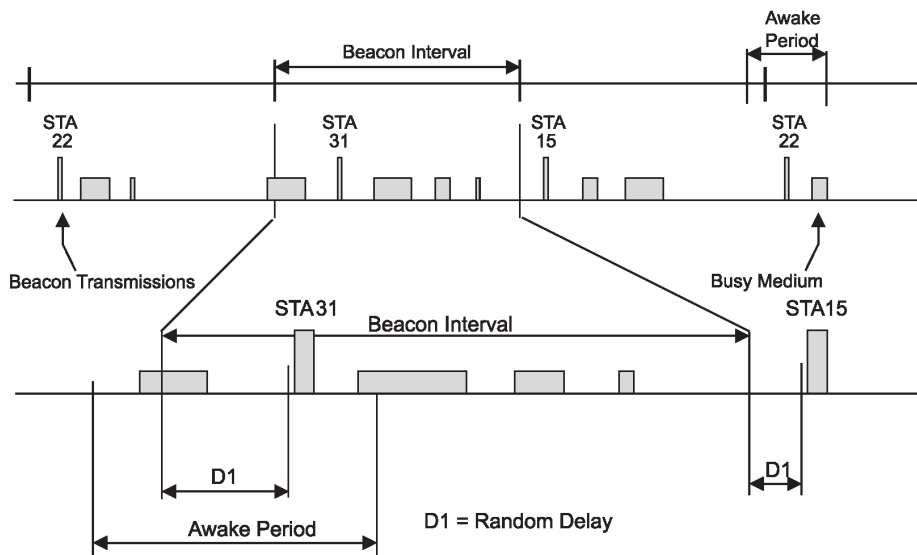 Awake
Period
Beacon Interval
STA
22
STA
31
STA
15
STA
22
Beacon Transmissions
Busy Medium
STA31
Beacon Interval
STA15
D1
D1
Awake Period
D1 = Random Delay